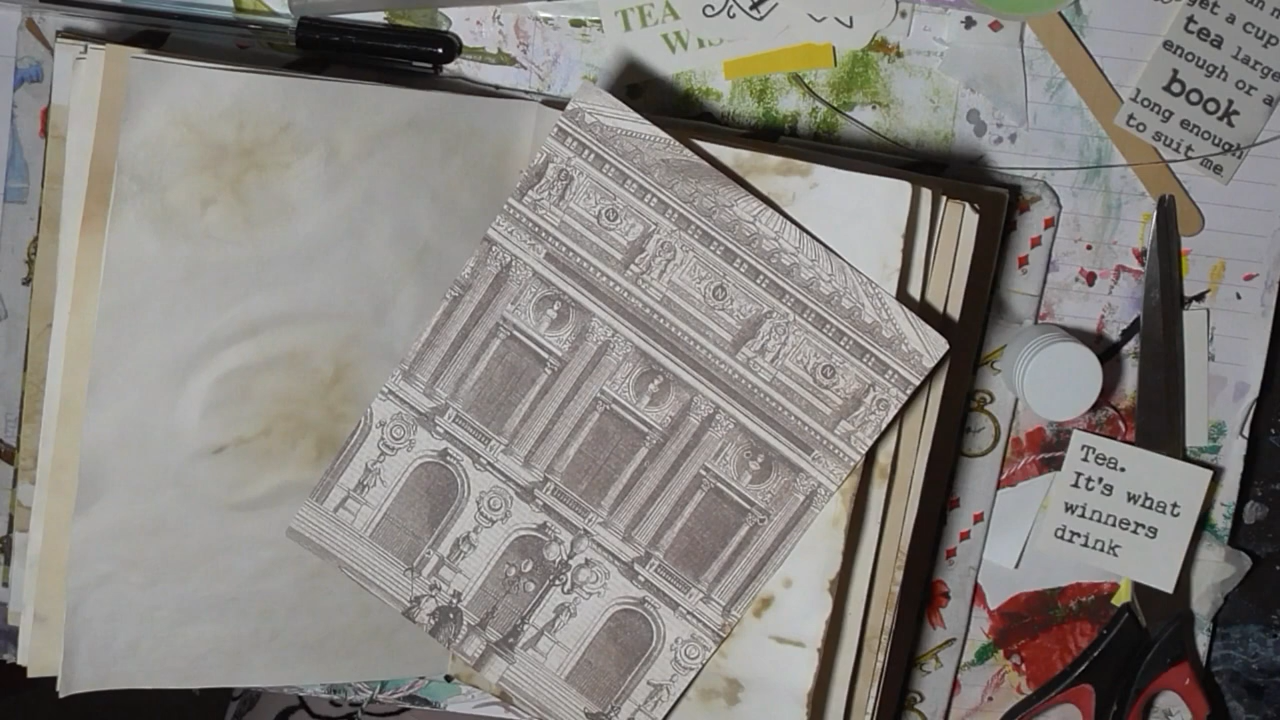 TEA
get a cup
tea large
enough or a
book
long enough
to suit me.
Tea.
It's what
winners
drink
N
N
N